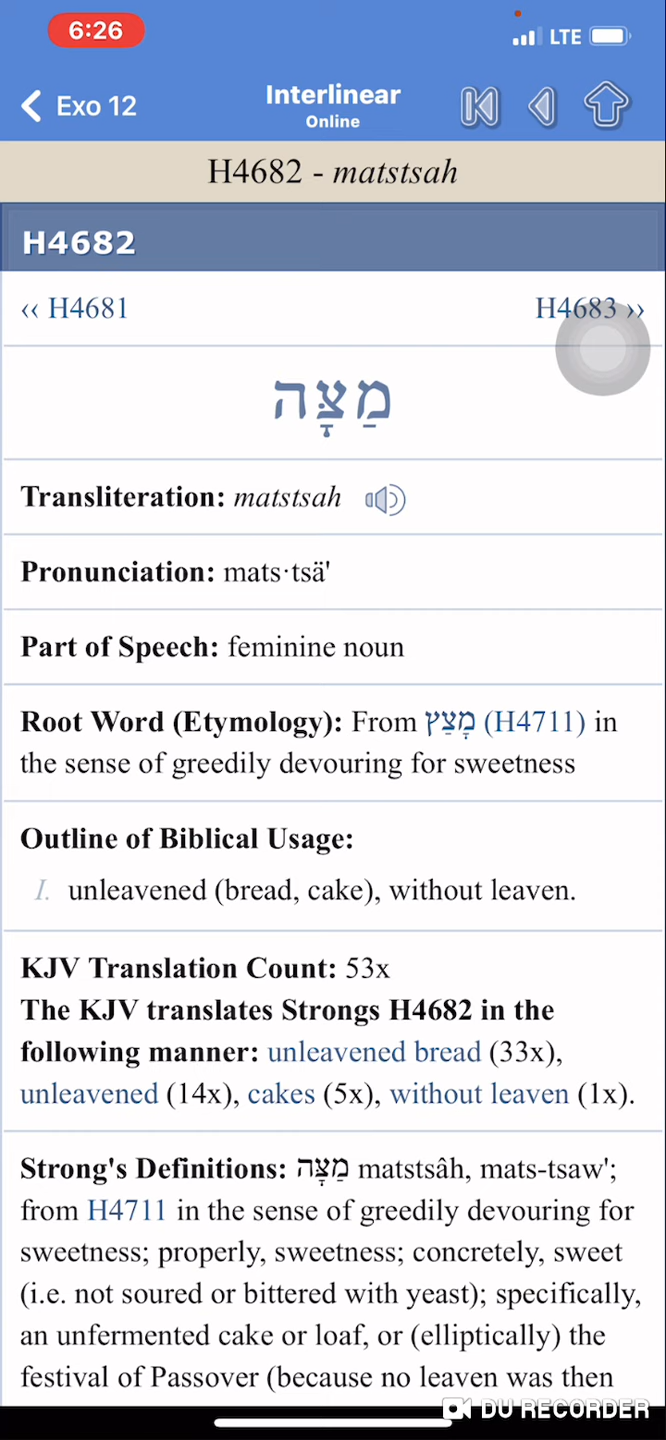 6:26
LTE
Exo 12
Interlinear
Online
H4682 - matstsah
H4682
‹‹ H4681
H4683 ››
מַצָּה
Transliteration: matstsah
Pronunciation: mats·tsä'
Part of Speech: feminine noun
Root Word (Etymology): From מָצַץ (H4711) in
the sense of greedily devouring for sweetness
Outline of Biblical Usage:
I. unleavened (bread, cake), without leaven.
KJV Translation Count: 53x
The KJV translates Strongs H4682 in the
following manner: unleavened bread (33x),
unleavened (14x), cakes (5x), without leaven (1x).
Strong's Definitions: מַצָּה matstsâh, mats-tsaw';
from H4711 in the sense of greedily devouring for
sweetness; properly, sweetness; concretely, sweet
(i.e. not soured or bittered with yeast); specifically,
an unfermented cake or loaf, or (elliptically) the
festival of Passover (because no leaven was then
DU RECORDER